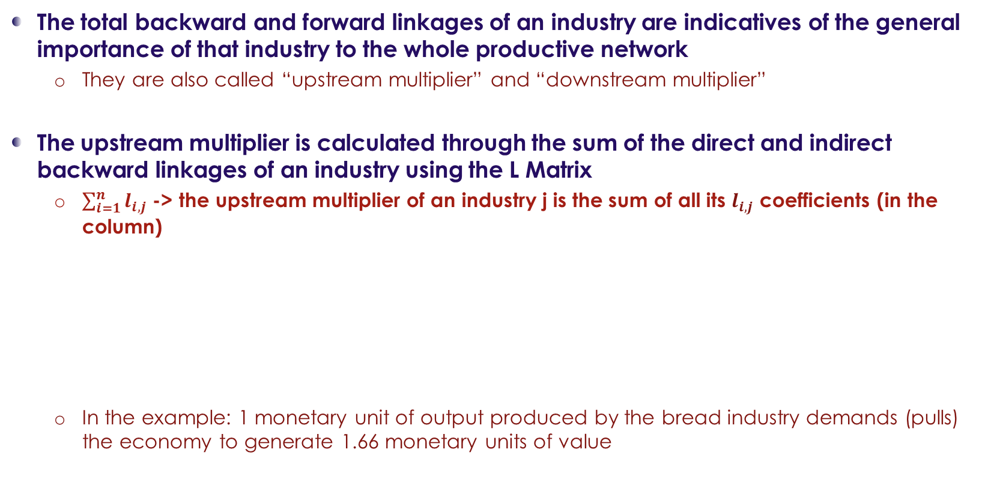 • The total backward and forward linkages of an industry are indicatives of the general
importance of that industry to the whole productive network
o They are also called “upstream multiplier” and “downstream multiplier”
• The upstream multiplier is calculated through the sum of the direct and indirect
backward linkages of an industry using the L Matrix
o $\sum_{i=1}^{n} l_{i,j}$ -> the upstream multiplier of an industry j is the sum of all its $l_{i,j}$ coefficients (in the
column)
o In the example: 1 monetary unit of output produced by the bread industry demands (pulls)
the economy to generate 1.66 monetary units of value